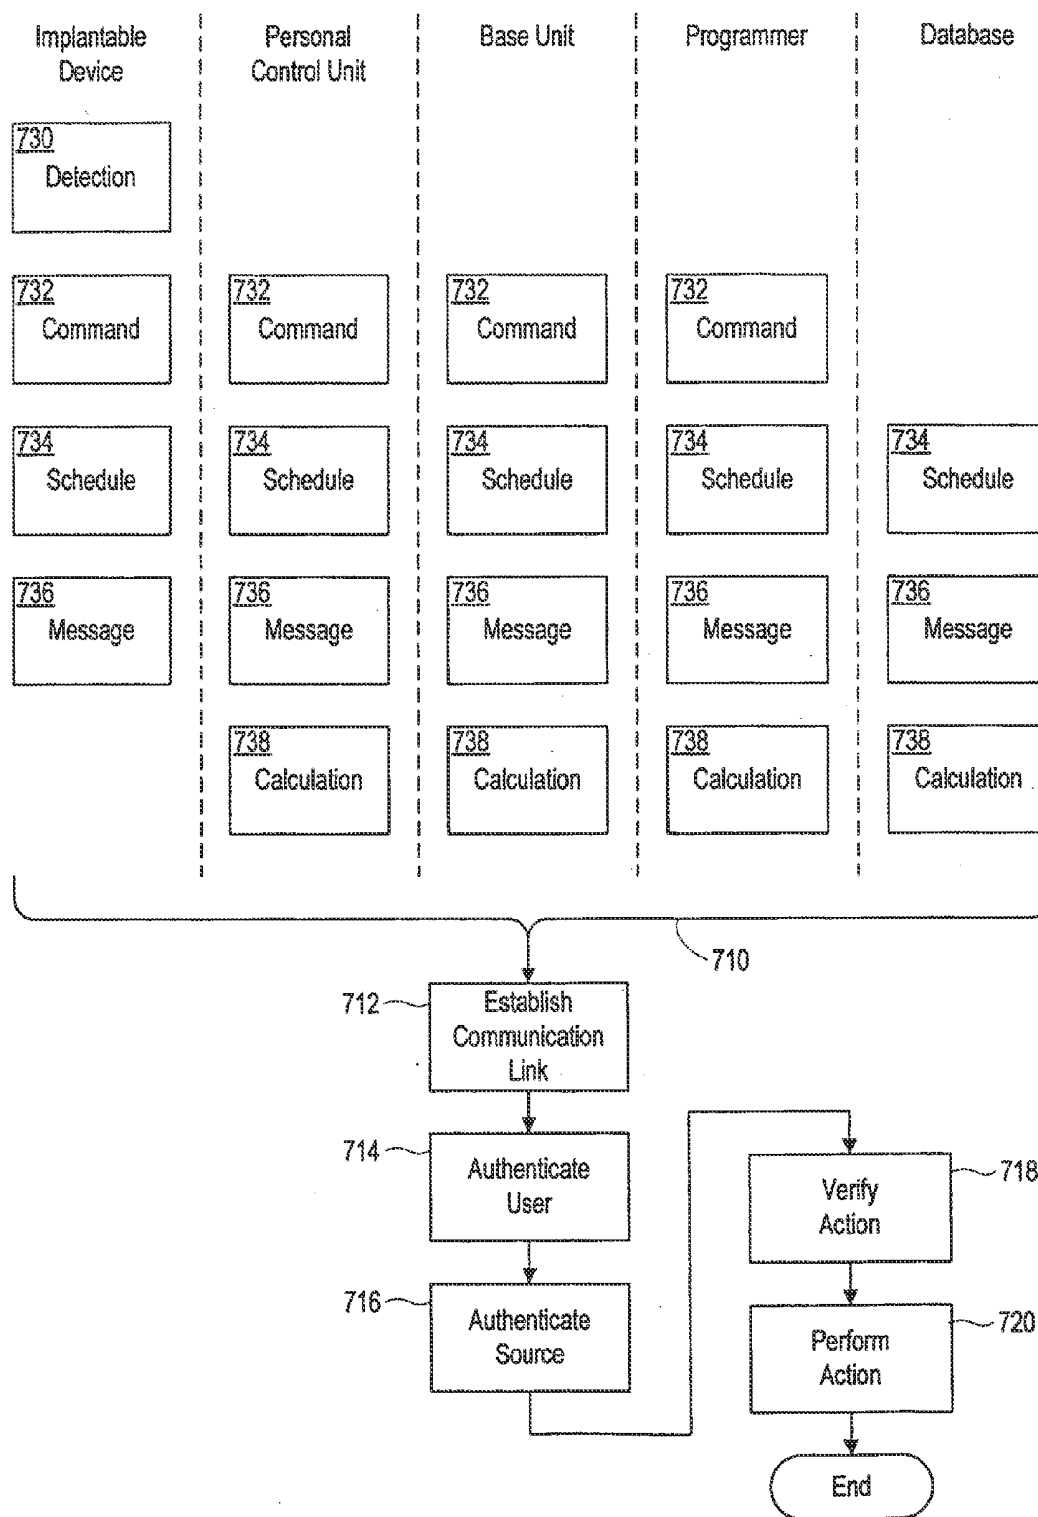 Implantable
Device
Personal
Control Unit
Base Unit
Programmer
Database
730
Detection
732
Command
732
Command
732
Command
732
Command
734
Schedule
734
Schedule
734
Schedule
734
Schedule
734
Schedule
736
Message
736
Message
736
Message
736
Message
736
Message
738
Calculation
738
Calculation
738
Calculation
738
Calculation
710
712
Establish
Communication
Link
714
Authenticate
User
716
Authenticate
Source
718
Verify
Action
720
Perform
Action
End